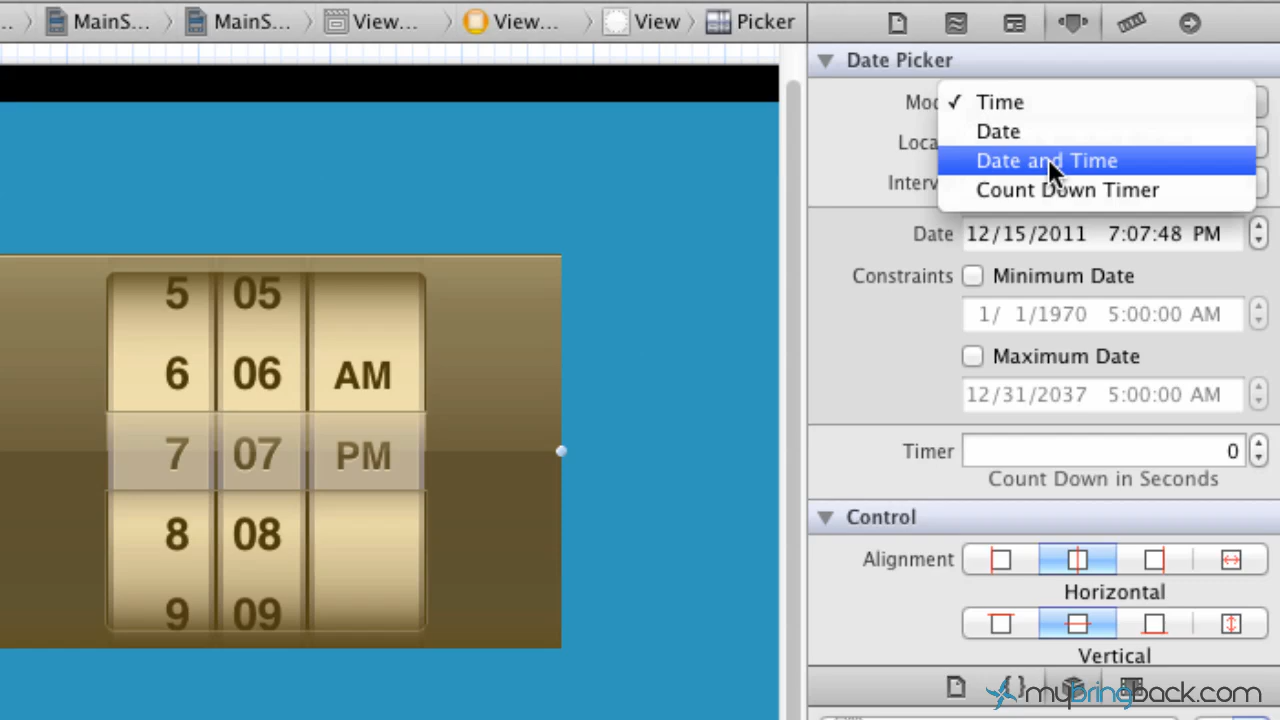 ... MainS... MainS... View... View... View Picker
Date Picker
✓ Time
Date
Date and Time
Count Down Timer
Date 12/15/2011 7:07:48 PM
Constraints Minimum Date
1/ 1/1970 5:00:00 AM
Maximum Date
12/31/2037 5:00:00 AM
Timer 0
Count Down in Seconds
Control
Alignment
Horizontal
Vertical
5 05
6 06 AM
7 07 PM
8 08
9 09
mybringback.com